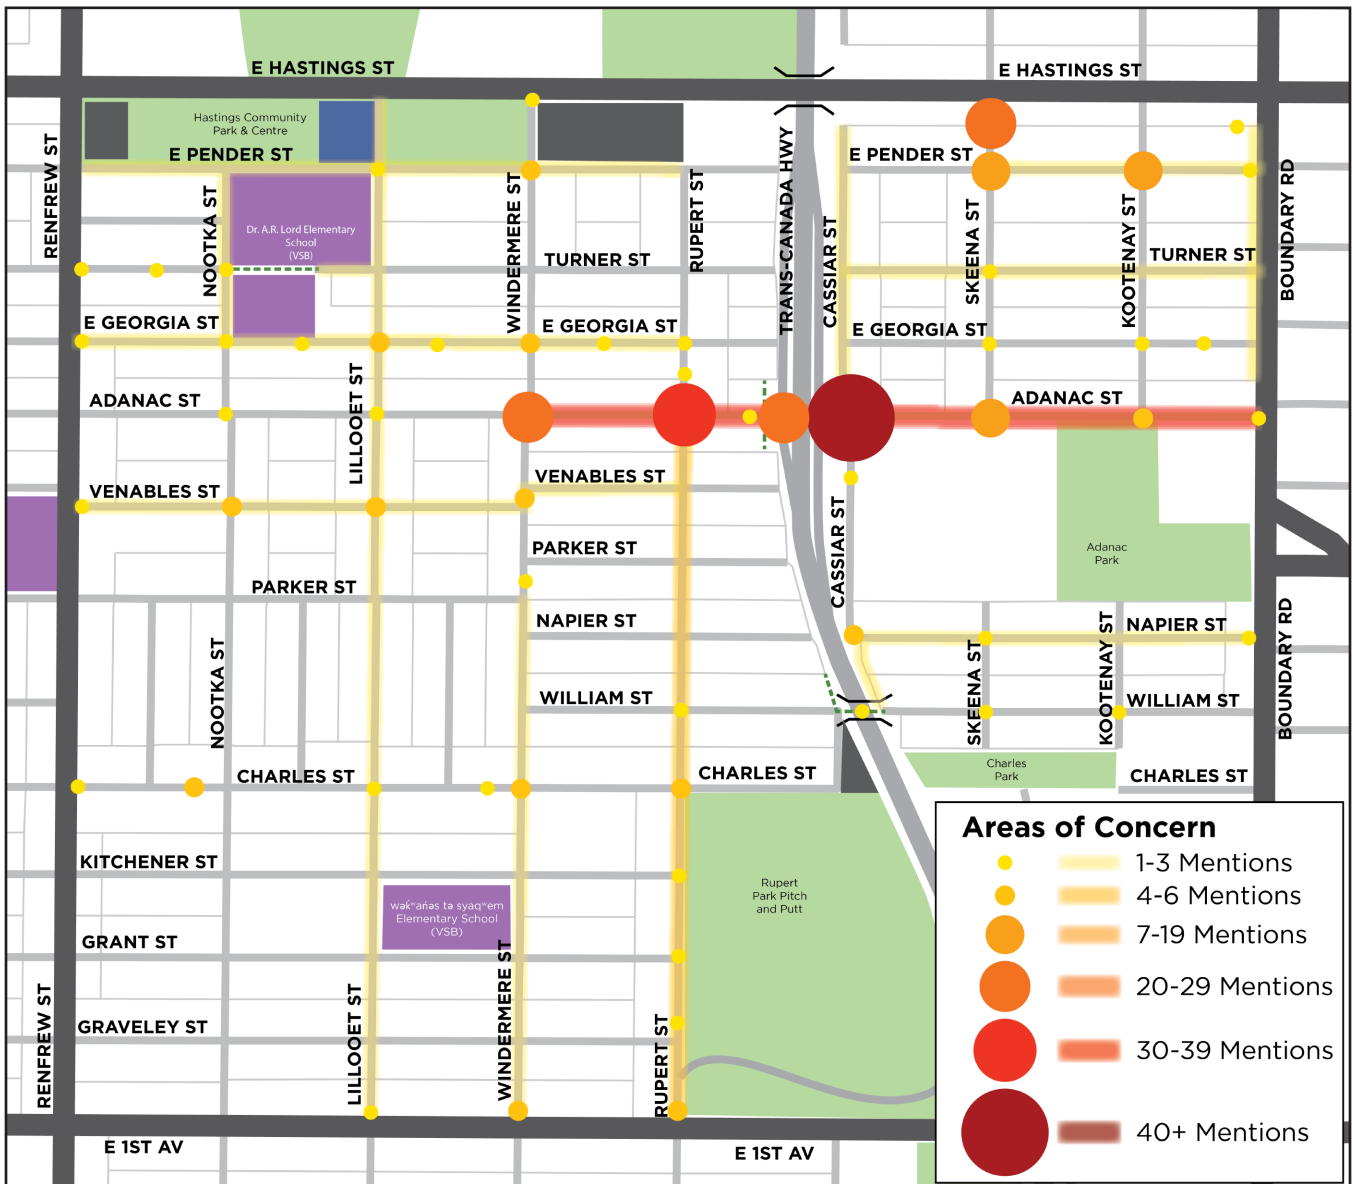 E HASTINGS ST
E HASTINGS ST
Hastings Community
Park & Centre
E PENDER ST
E PENDER ST
RENFREW ST
NOOTKA ST
Dr. A.R. Lord Elementary
School
(VSB)
WINDERMERE ST
RUPERT ST
TRANS-CANADA HWY
CASSIAR ST
SKEENA ST
KOOTENAY ST
BOUNDARY RD
TURNER ST
TURNER ST
E GEORGIA ST
E GEORGIA ST
E GEORGIA ST
ADANAC ST
ADANAC ST
LILLOOET ST
VENABLES ST
VENABLES ST
CASSIAR ST
PARKER ST
PARKER ST
Adanac
Park
NAPIER ST
NAPIER ST
NOOTKA ST
SKEENA ST
KOOTENAY ST
BOUNDARY RD
WILLIAM ST
WILLIAM ST
CHARLES ST
CHARLES ST
Charles
Park
CHARLES ST
KITCHENER ST
wək̓ʷan̓əs tə syaqʷəm
Elementary School
(VSB)
Rupert
Park Pitch
and Putt
GRANT ST
WINDERMERE ST
RENFREW ST
LILLOOET ST
GRAVELEY ST
RUPERT ST
E 1ST AV
E 1ST AV
Areas of Concern
1-3 Mentions
4-6 Mentions
7-19 Mentions
20-29 Mentions
30-39 Mentions
40+ Mentions